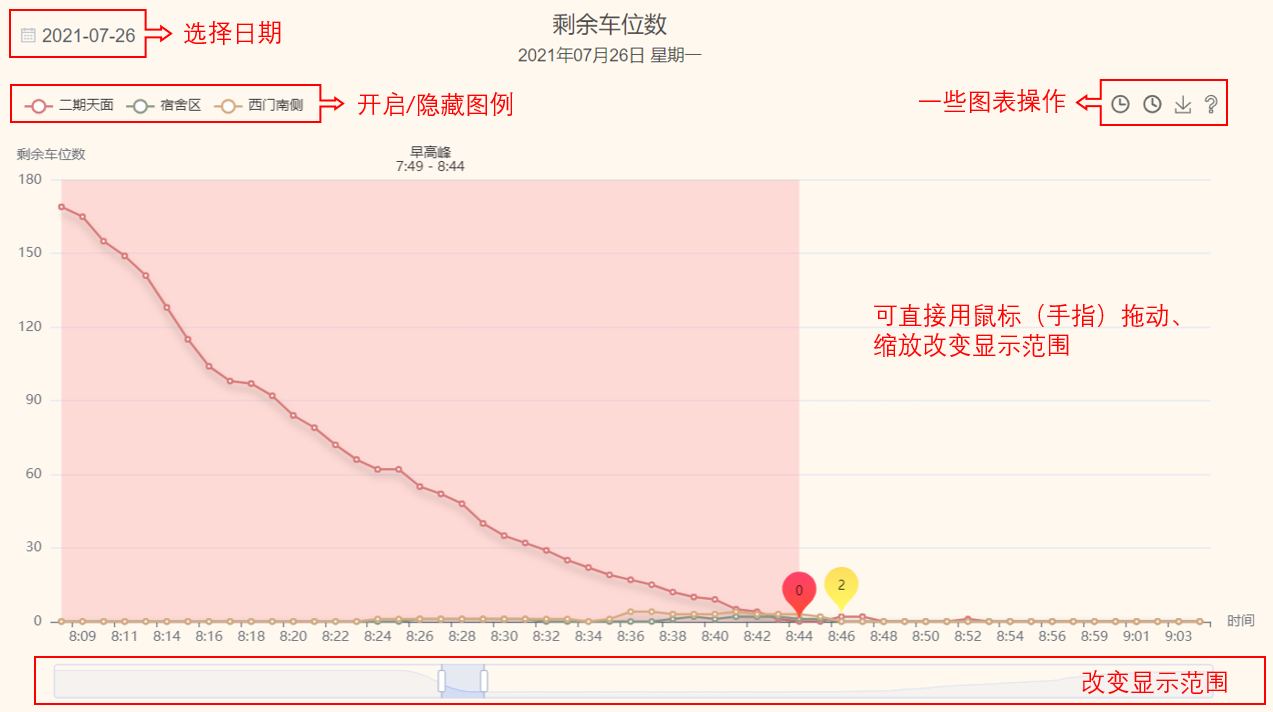 剩余车位数
2021年07月26日 星期一
2021-07-26
选择日期
二期天面 宿舍区 西门南侧
开启/隐藏图例
一些图表操作
剩余车位数
早高峰
7:49 - 8:44
180
150
120
90
60
30
0
可直接用鼠标（手指）拖动、
缩放改变显示范围
0
2
8:09 8:11 8:14 8:16 8:18 8:20 8:22 8:24 8:26 8:28 8:30 8:32 8:34 8:36 8:38 8:40 8:42 8:44 8:46 8:48 8:50 8:52 8:54 8:56 8:59 9:01 9:03
时间
改变显示范围